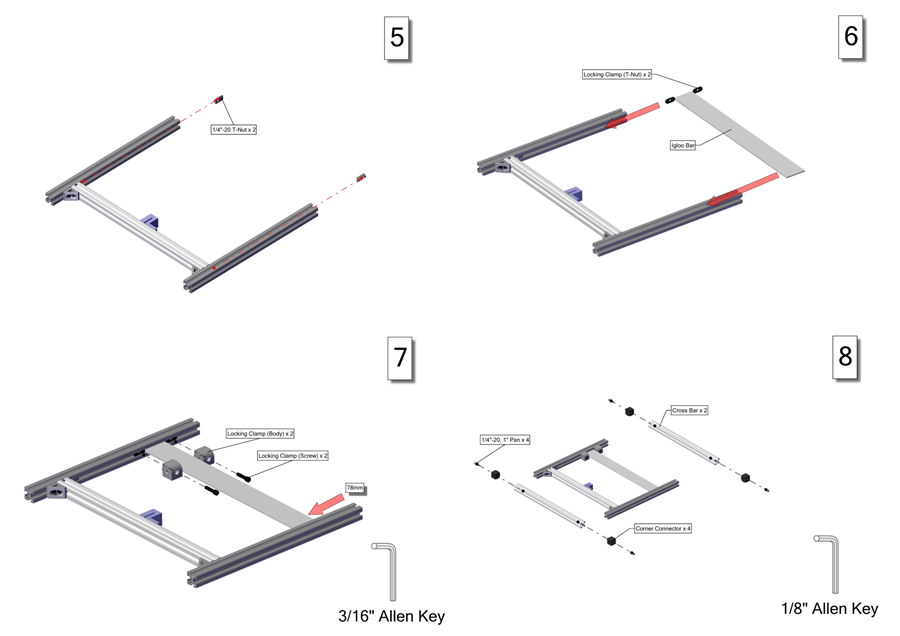 5
1/4"-20 T-Nut x 2
6
Locking Clamp (T-Nut) x 2
Igloo Bar
7
Locking Clamp (Body) x 2
Locking Clamp (Screw) x 2
78mm
3/16" Allen Key
8
Cross Bar x 2
1/4"-20, 1" Pan x 4
Corner Connector x 4
1/8" Allen Key